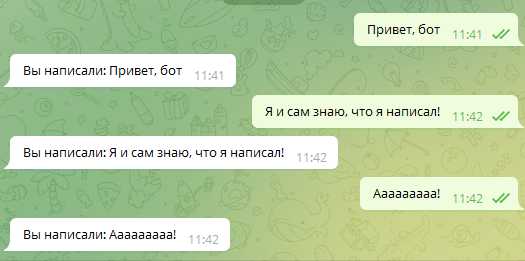 Привет, бот 11:41
Вы написали: Привет, бот 11:41
Я и сам знаю, что я написал! 11:42
Вы написали: Я и сам знаю, что я написал! 11:42
Ааааааааа! 11:42
Вы написали: Ааааааааа! 11:42